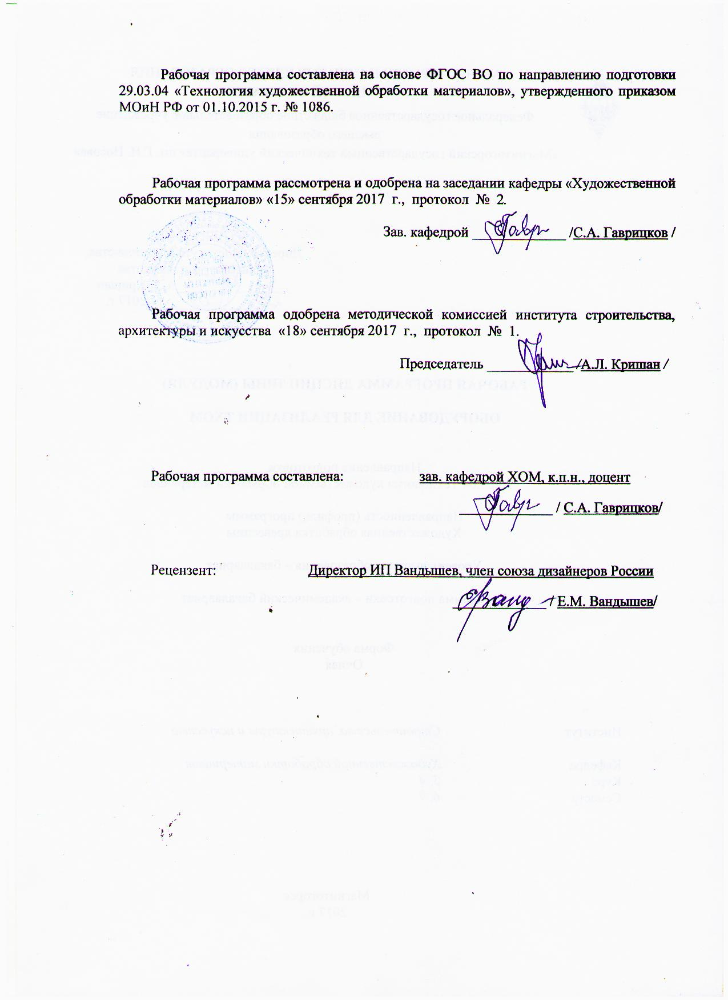 Рабочая программа составлена на основе ФГОС ВО по направлению подготовки
29.03.04 «Технология художественной обработки материалов», утвержденного приказом
МОиН РФ от 01.10.2015 г. № 1086.
Рабочая программа рассмотрена и одобрена на заседании кафедры «Художественной
обработки материалов» «15» сентября 2017 г., протокол № 2.
Зав. кафедрой _____________ /С.А. Гаврицков /
Рабочая программа одобрена методической комиссией института строительства,
архитектуры и искусства «18» сентября 2017 г., протокол № 1.
Председатель ____________ /А.Л. Кришан /
Рабочая программа составлена: зав. кафедрой ХОМ, к.п.н., доцент
_____________ / С.А. Гаврицков/
Рецензент: Директор ИП Вандышев, член союза дизайнеров России
_____________ / Е.М. Вандышев/